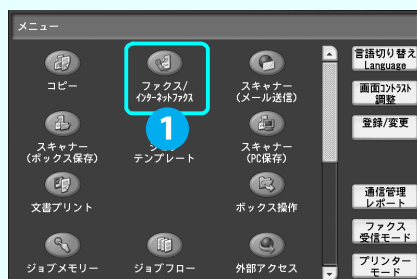 メニュー
コピー
ファクス/
インターネットファクス
スキャナー
(メール送信)
スキャナー
(ボックス保存)
1
テンプレート
スキャナー
(PC保存)
文書プリント
ボックス操作
ジョブメモリー
ジョブフロー
外部アクセス
言語切り替え
Language
画面コントラスト
調整
登録/変更
通信管理
レポート
ファクス
受信モード
プリンター
モード